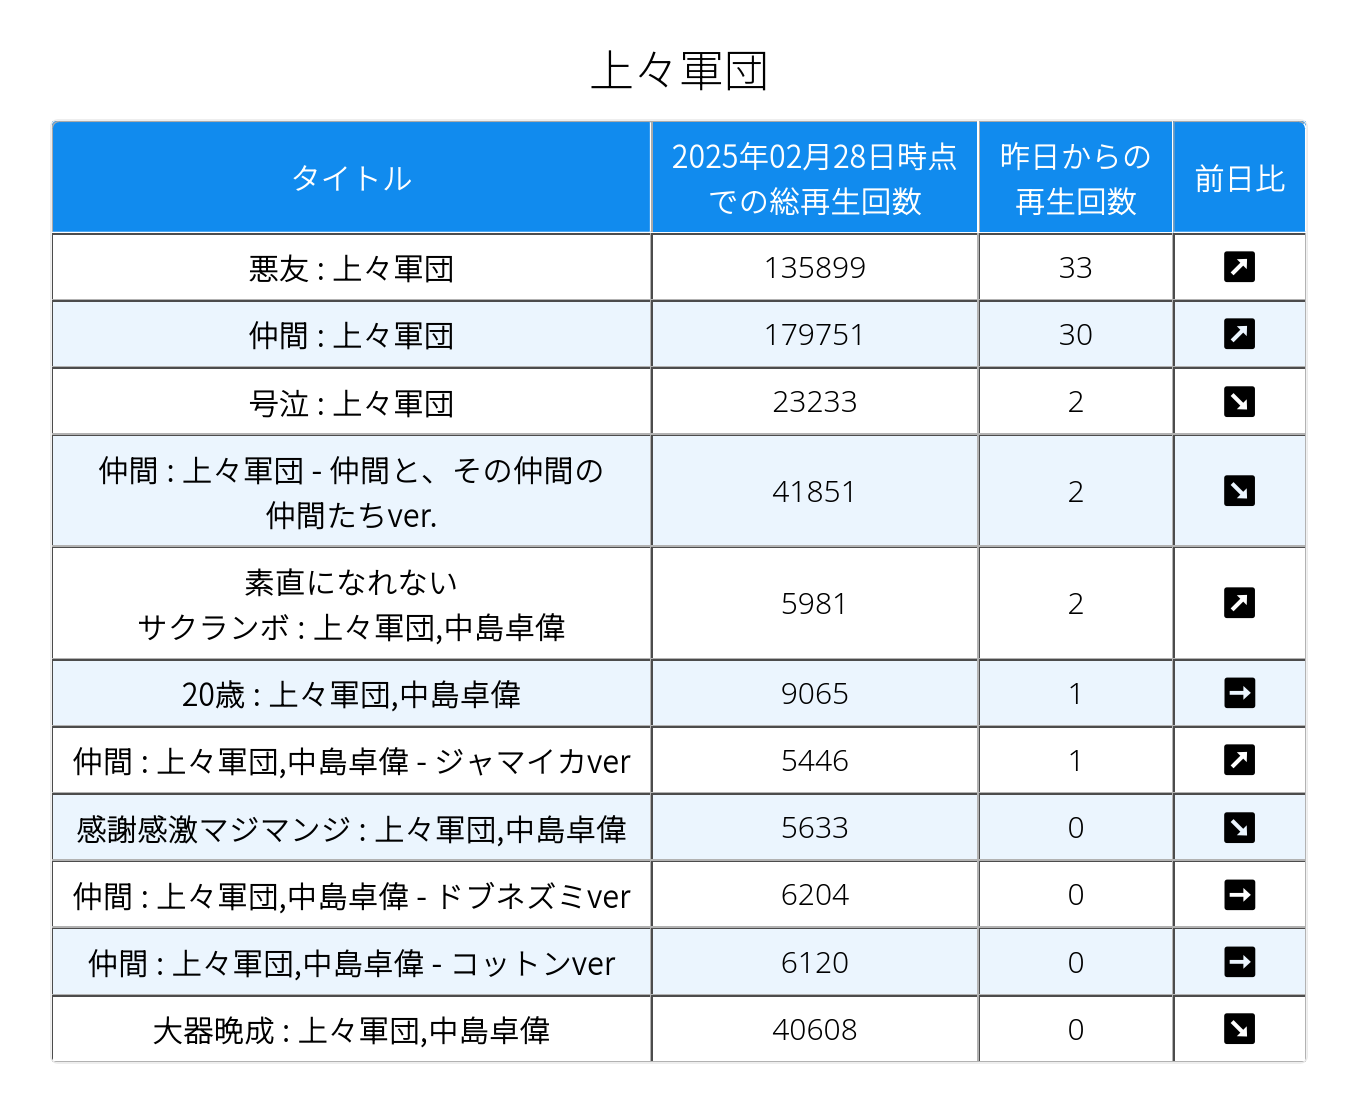 上々軍団
タイトル
2025年02月28日時点
での総再生回数
昨日からの
再生回数
前日比
悪友 : 上々軍団 135899 33 ↗
仲間 : 上々軍団 179751 30 ↗
号泣 : 上々軍団 23233 2 ↘
仲間 : 上々軍団 - 仲間と、その仲間の
仲間たちver. 41851 2 ↘
素直になれない
サクランボ : 上々軍団,中島卓偉 5981 2 ↗
20歳 : 上々軍団,中島卓偉 9065 1 →
仲間 : 上々軍団,中島卓偉 - ジャマイカver 5446 1 ↗
感謝感激マジマンジ : 上々軍団,中島卓偉 5633 0 ↘
仲間 : 上々軍団,中島卓偉 - ドブネズミver 6204 0 →
仲間 : 上々軍団,中島卓偉 - コットンver 6120 0 →
大器晩成 : 上々軍団,中島卓偉 40608 0 ↘